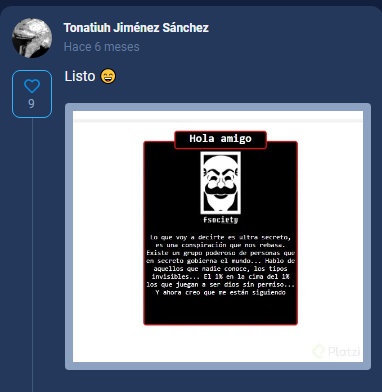 Tonatiuh Jiménez Sánchez
Hace 6 meses
Listo 😄
9
Hola amigo
Fsociety
Lo que voy a decirte es ultra secreto,
es una conspiración que nos rebasa.
Existe un grupo poderoso de personas que
en secreto gobierna el mundo... Hablo de
aquellos que nadie conoce, los tipos
invisibles... El 1% en la cima del 1%
los que juegan a ser dios sin permiso...
Y ahora creo que me están siguiendo
Platzi